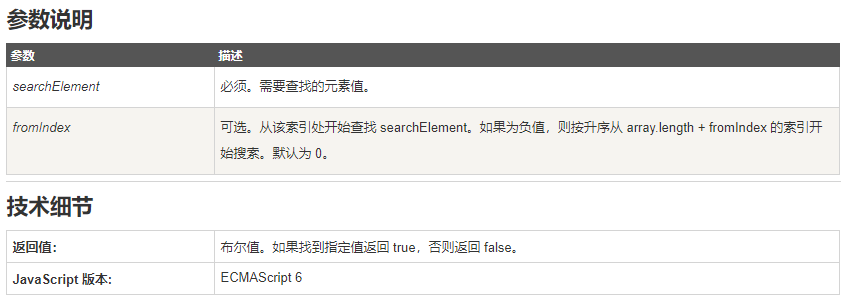 参数说明
参数 描述
searchElement 必须。需要查找的元素值。
fromIndex 可选。从该索引处开始查找 searchElement。如果为负值，则按升序从 array.length + fromIndex 的索引开
始搜索。默认为 0。
技术细节
返回值： 布尔值。如果找到指定值返回 true，否则返回 false。
JavaScript 版本: ECMAScript 6